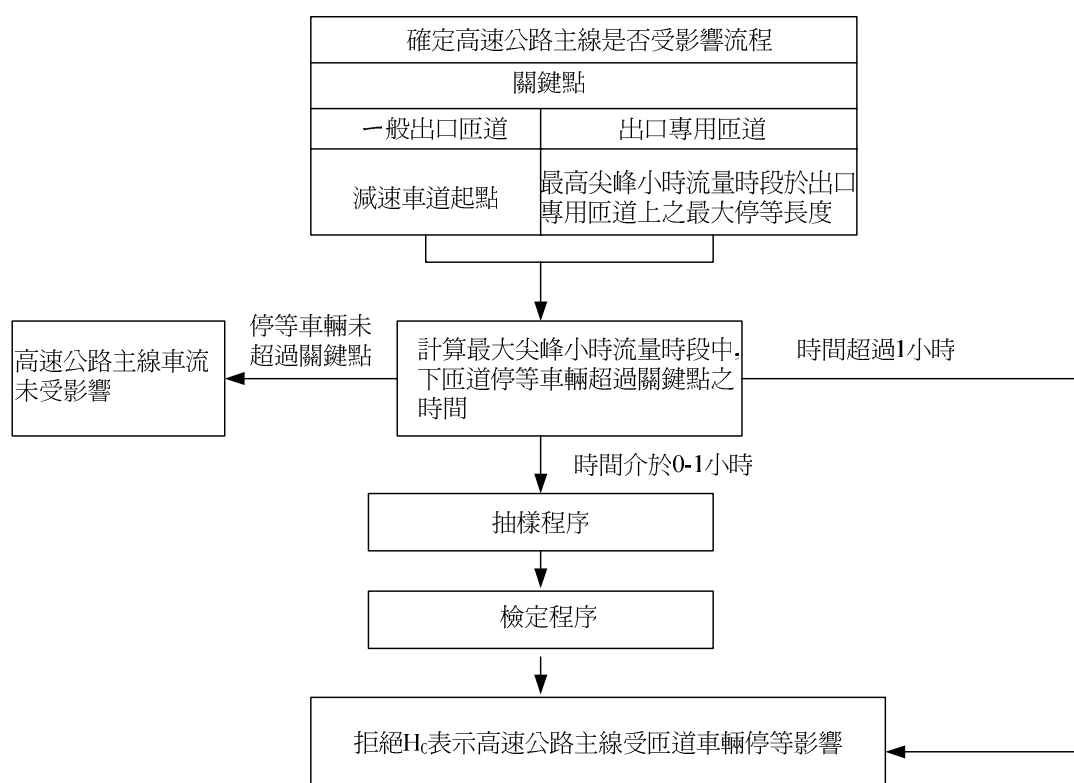 確定高速公路主線是否受影響流程
關鍵點
一般出口匝道
出口專用匝道
減速車道起點
最高尖峰小時流量時段於出口
專用匝道上之最大停等長度
停等車輛未
超過關鍵點
高速公路主線車流
未受影響
計算最大尖峰小時流量時段中,
下匝道停等車輛超過關鍵點之
時間
時間超過1小時
時間介於0-1小時
抽樣程序
檢定程序
拒絕H₀表示高速公路主線受匝道車輛停等影響